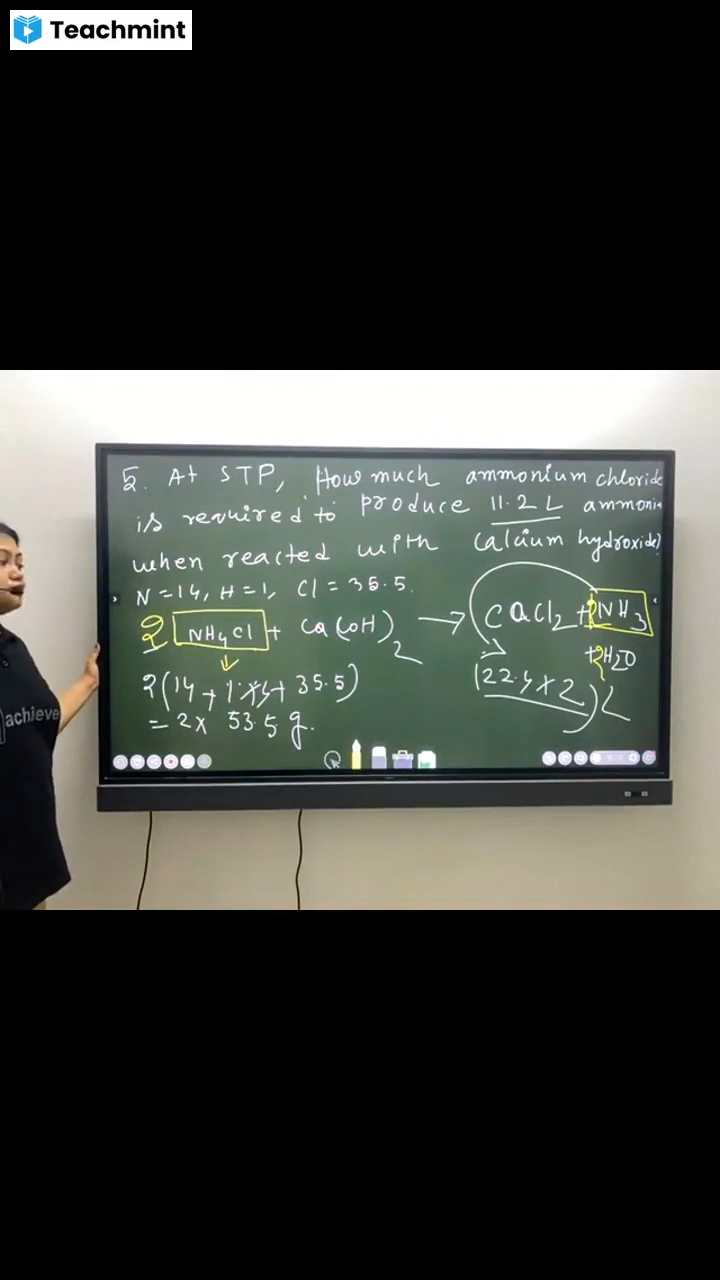 Teachmint
5. At STP, How much ammonium chloride
is required to produce 11.2 L ammonia
when reacted with calcium hydroxide?
N = 14, H = 1, Cl = 35.5.
2 NH4Cl + Ca(OH)2 → CaCl2 + 2NH3
+ 2H2O
2(14 + 1×4 + 35.5)
(22.4 × 2) L
= 2 × 53.5 g.
achieve